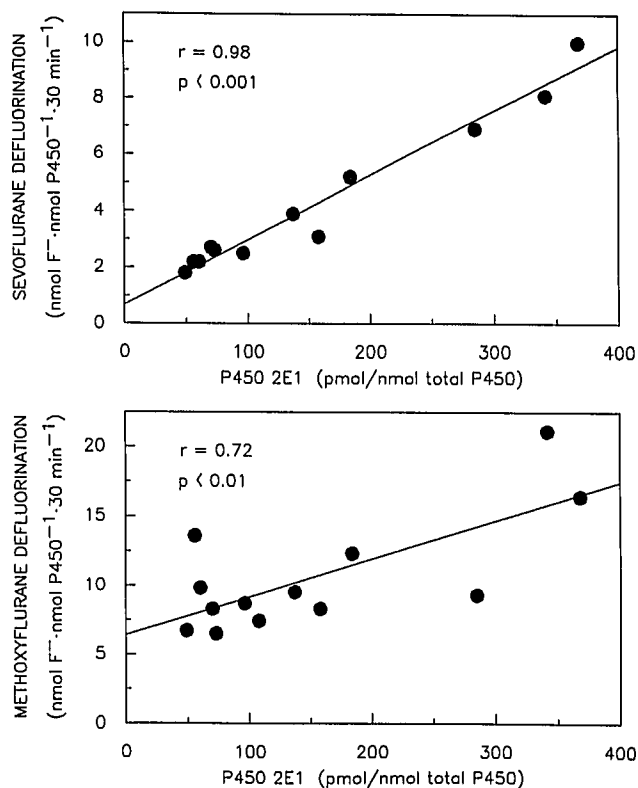 SEVOFLURANE DEFLUORINATION
(nmol F⁻·nmol P450⁻¹·30 min⁻¹)
10
8
6
4
2
0
r = 0.98
p < 0.001
0 100 200 300 400
P450 2E1 (pmol/nmol total P450)
METHOXYFLURANE DEFLUORINATION
(nmol F⁻·nmol P450⁻¹·30 min⁻¹)
20
15
10
5
0
r = 0.72
p < 0.01
0 100 200 300 400
P450 2E1 (pmol/nmol total P450)